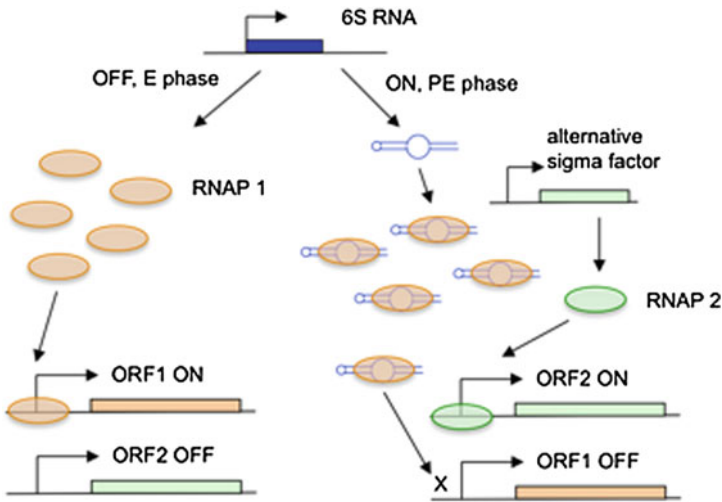 6S RNA
OFF, E phase
ON, PE phase
alternative
sigma factor
RNAP 1
RNAP 2
ORF1 ON
ORF2 ON
ORF2 OFF
ORF1 OFF
X